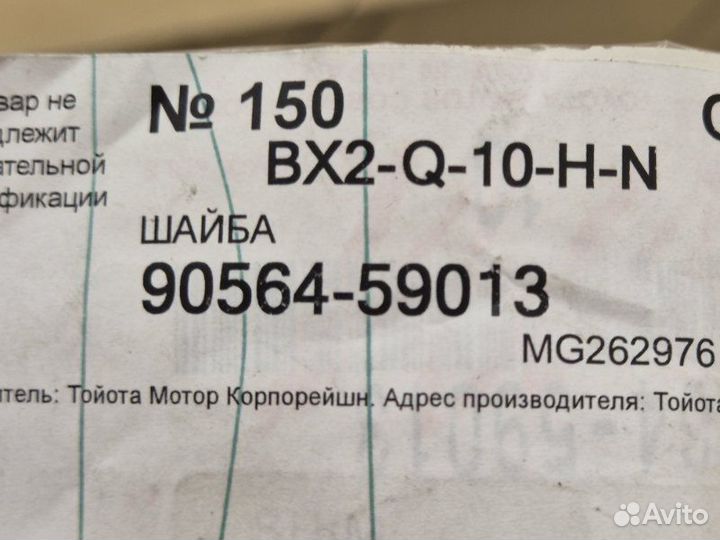 вар не
длежит
ательной
фикации
№ 150
BX2-Q-10-H-N
ШАЙБА
90564-59013
MG262976
итель: Тойота Мотор Корпорейшн. Адрес производителя: Тойота
Avito